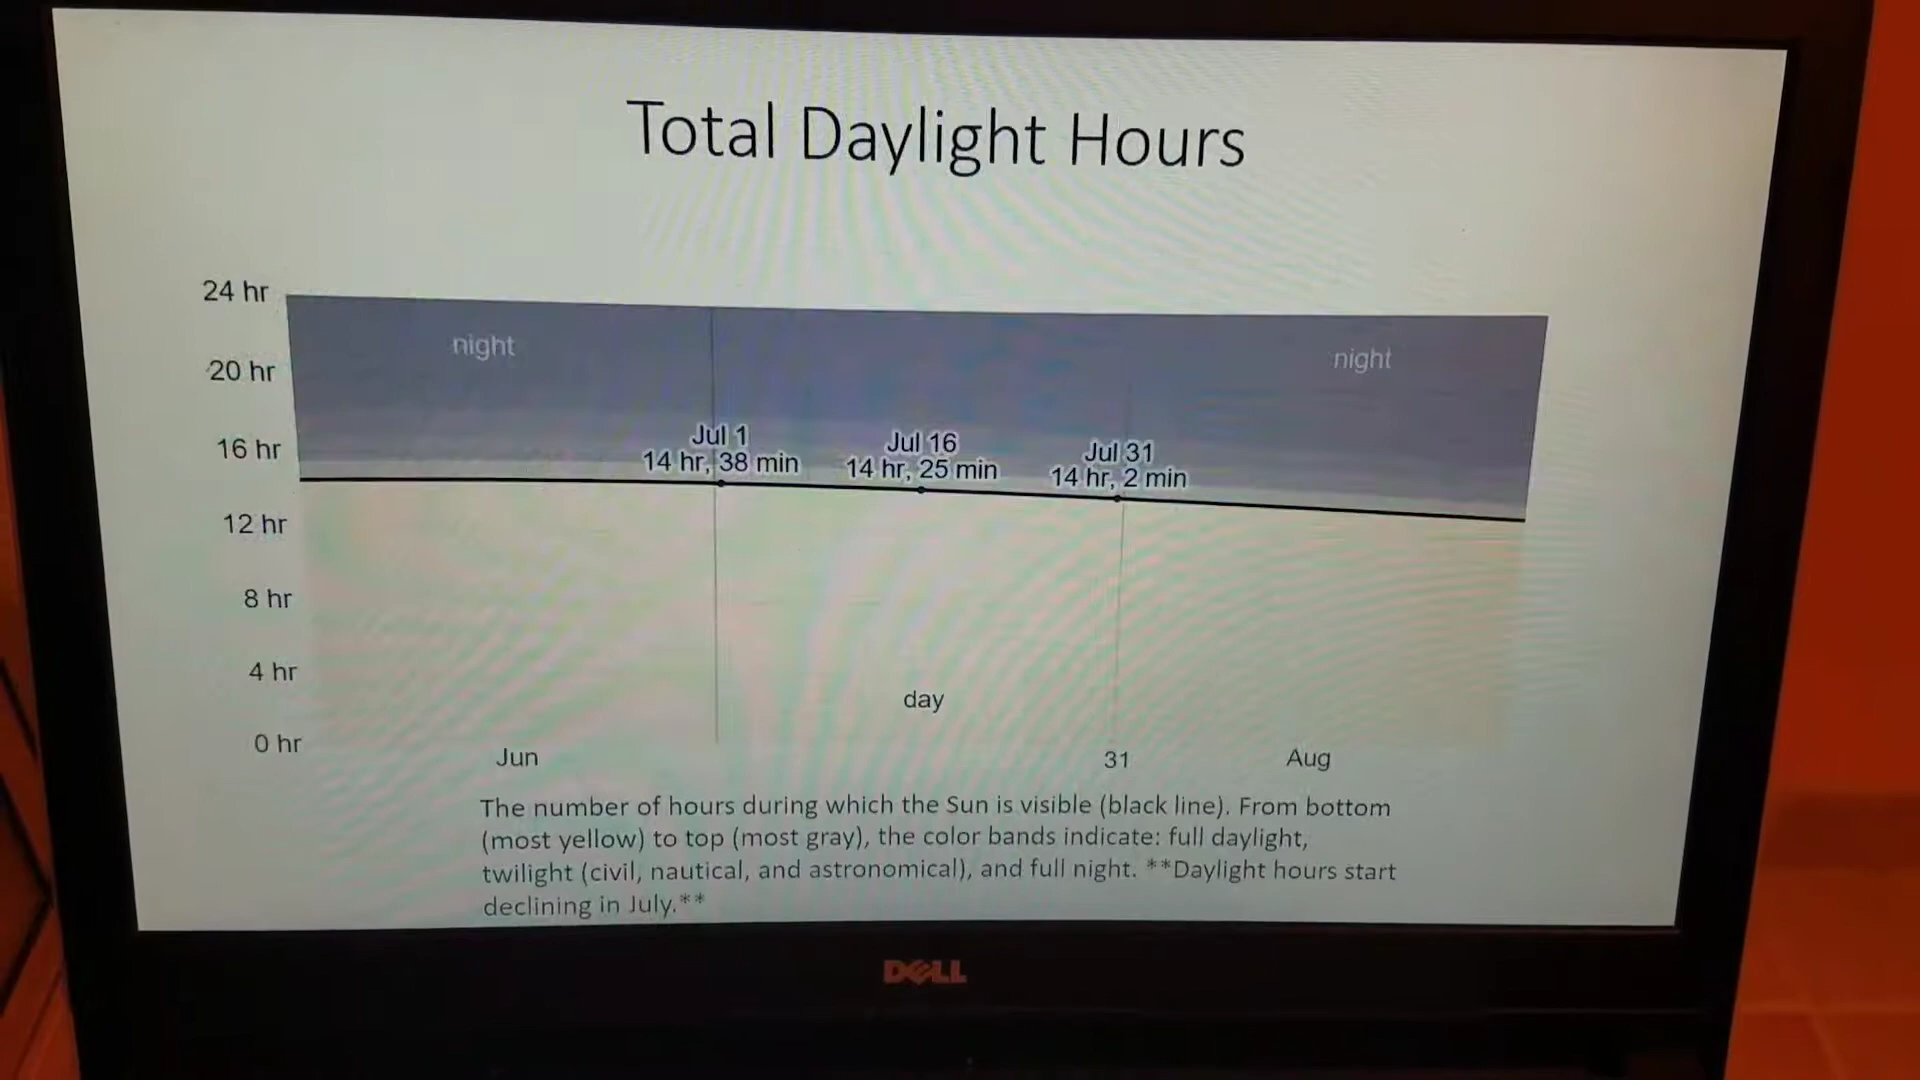 Total Daylight Hours
24 hr
20 hr
16 hr
12 hr
8 hr
4 hr
0 hr
night
night
Jul 1
14 hr, 38 min
Jul 16
14 hr, 25 min
Jul 31
14 hr, 2 min
day
Jun
31
Aug
The number of hours during which the Sun is visible (black line). From bottom
(most yellow) to top (most gray), the color bands indicate: full daylight,
twilight (civil, nautical, and astronomical), and full night. **Daylight hours start
declining in July.**
DELL